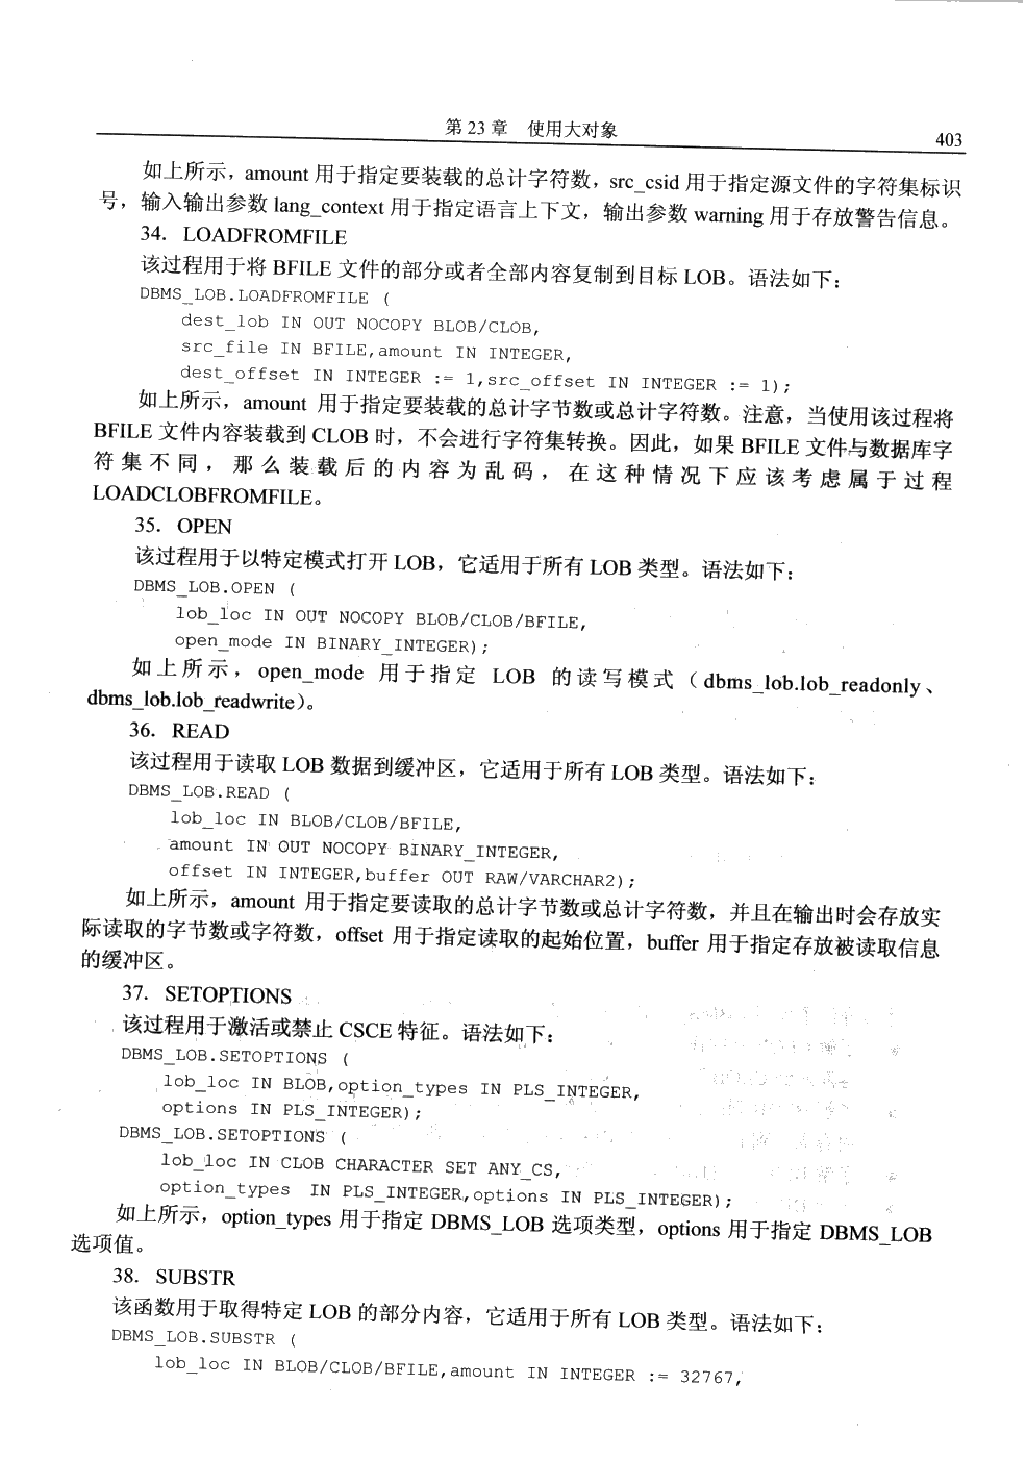 第 23 章 使用大对象
403
如上所示，amount 用于指定要装载的总计字符数，src_csid 用于指定源文件的字符集标识
号，输入输出参数 lang_context 用于指定语言上下文，输出参数 warning 用于存放警告信息。
34．LOADFROMFILE
该过程用于将 BFILE 文件的部分或者全部内容复制到目标 LOB。语法如下：
DBMS_LOB.LOADFROMFILE (
dest_lob IN OUT NOCOPY BLOB/CLOB,
src_file IN BFILE,amount IN INTEGER,
dest_offset IN INTEGER := 1,src_offset IN INTEGER := 1);
如上所示，amount 用于指定要装载的总计字节数或总计字符数。注意，当使用该过程将
BFILE 文件内容装载到 CLOB 时，不会进行字符集转换。因此，如果 BFILE 文件与数据库字
符集不同，那么装载后的内容为乱码，在这种情况下应该考虑属于过程
LOADCLOBFROMFILE。
35．OPEN
该过程用于以特定模式打开 LOB，它适用于所有 LOB 类型。语法如下：
DBMS_LOB.OPEN (
lob_loc IN OUT NOCOPY BLOB/CLOB/BFILE,
open_mode IN BINARY_INTEGER);
如上所示，open_mode 用于指定 LOB 的读写模式（dbms_lob.lob_readonly、
dbms_lob.lob_readwrite）。
36．READ
该过程用于读取 LOB 数据到缓冲区，它适用于所有 LOB 类型。语法如下：
DBMS_LOB.READ (
lob_loc IN BLOB/CLOB/BFILE,
amount IN OUT NOCOPY BINARY_INTEGER,
offset IN INTEGER,buffer OUT RAW/VARCHAR2);
如上所示，amount 用于指定要读取的总计字节数或总计字符数，并且在输出时会存放实
际读取的字节数或字符数，offset 用于指定读取的起始位置，buffer 用于指定存放被读取信息
的缓冲区。
37．SETOPTIONS
该过程用于激活或禁止 CSCE 特征。语法如下：
DBMS_LOB.SETOPTIONS (
lob_loc IN BLOB,option_types IN PLS_INTEGER,
options IN PLS_INTEGER);
DBMS_LOB.SETOPTIONS (
lob_loc IN CLOB CHARACTER SET ANY_CS,
option_types IN PLS_INTEGER,options IN PLS_INTEGER);
如上所示，option_types 用于指定 DBMS_LOB 选项类型，options 用于指定 DBMS_LOB
选项值。
38．SUBSTR
该函数用于取得特定 LOB 的部分内容，它适用于所有 LOB 类型。语法如下：
DBMS_LOB.SUBSTR (
lob_loc IN BLOB/CLOB/BFILE,amount IN INTEGER := 32767,